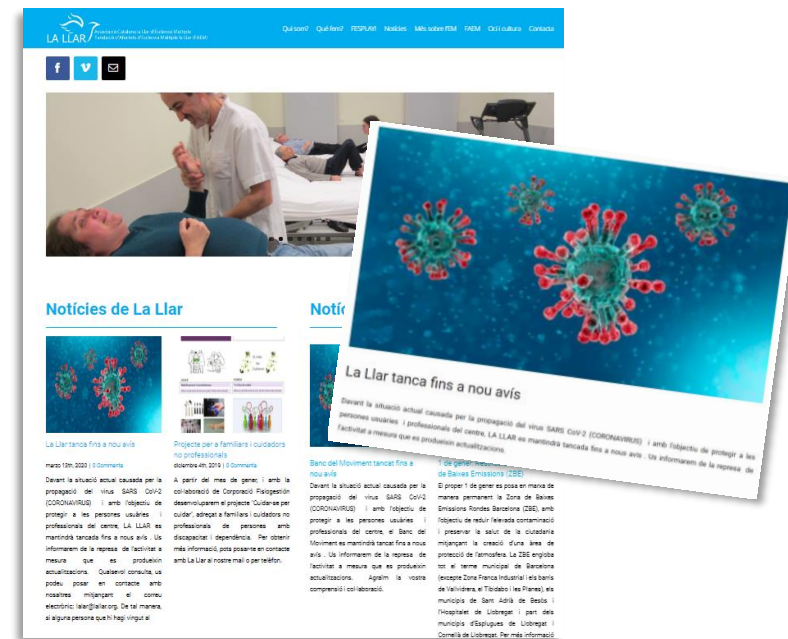 LA LLAR
Qui som? Què fem? FESPLAVI Notícies Més sobre l'EM FAEM Oci i cultura Contacta
Notícies de La Llar
La Llar tanca fins a nou avís
marzo 13th, 2020 | 0 Comments
Davant la situació actual causada per la
propagació del virus SARS CoV-2
(CORONAVIRUS) i amb l'objectiu de
protegir a les persones usuàries i
professionals del centre, LA LLAR es
mantindrà tancada fins a nou avís . Us
informarem de la represa de l'activitat a
mesura que es produeixin
actualitzacions. Qualsevol consulta, us
podeu posar en contacte amb
nosaltres mitjançant el correu
electrònic: lalar@lallar.org. De tal manera,
si alguna persona que hi hagi vingut al
Projecte per a familiars i cuidadors
no professionals
diciembre 4th, 2019 | 0 Comments
A partir del mes de gener, i amb la
col·laboració de Corporació Fisiogestión
desenvoluparem el projecte "Cuidar-se per
cuidar", adreçat a familiars i cuidadors no
professionals de persones amb
discapacitat i dependència. Per obtenir
més informació, pots posar-te en contacte
amb La Llar al nostre mail o per telèfon.
Notíc
Banc del Moviment tancat fins a
nou avís
Davant la situació actual causada per la
propagació del virus SARS CoV-2
(CORONAVIRUS) i amb l'objectiu de
protegir a les persones usuàries i
professionals del centre, el Banc del
Moviment es mantindrà tancat fins a nou
avís . Us informarem de la represa de
l'activitat a mesura que es produeixin
actualitzacions. Agraïm la vostra
comprensió i col·laboració.
1 de gener
de Baixes Emissions (ZBE)
El proper 1 de gener es posa en marxa de
manera permanent la Zona de Baixes
Emissions Rondes Barcelona (ZBE), amb
l'objectiu de reduir l'elevada contaminació
i preservar la salut de la ciutadania
mitjançant la creació d'una àrea de
protecció de l'atmosfera. La ZBE engloba
tot el terme municipal de Barcelona
(excepte Zona Franca Industrial i els barris
de Vallvidrera, el Tibidabo i les Planes), els
municipis de Sant Adrià de Besòs i
l'Hospitalet de Llobregat i part dels
municipis d'Esplugues de Llobregat i
Cornellà de Llobregat. Per més informació
La Llar tanca fins a nou avís
Davant la situació actual causada per la propagació del virus SARS CoV-2 (CORONAVIRUS) i amb l'objectiu de protegir a les
persones usuàries i professionals del centre, LA LLAR es mantindrà tancada fins a nou avís . Us informarem de la represa de
l'activitat a mesura que es produeixin actualitzacions.